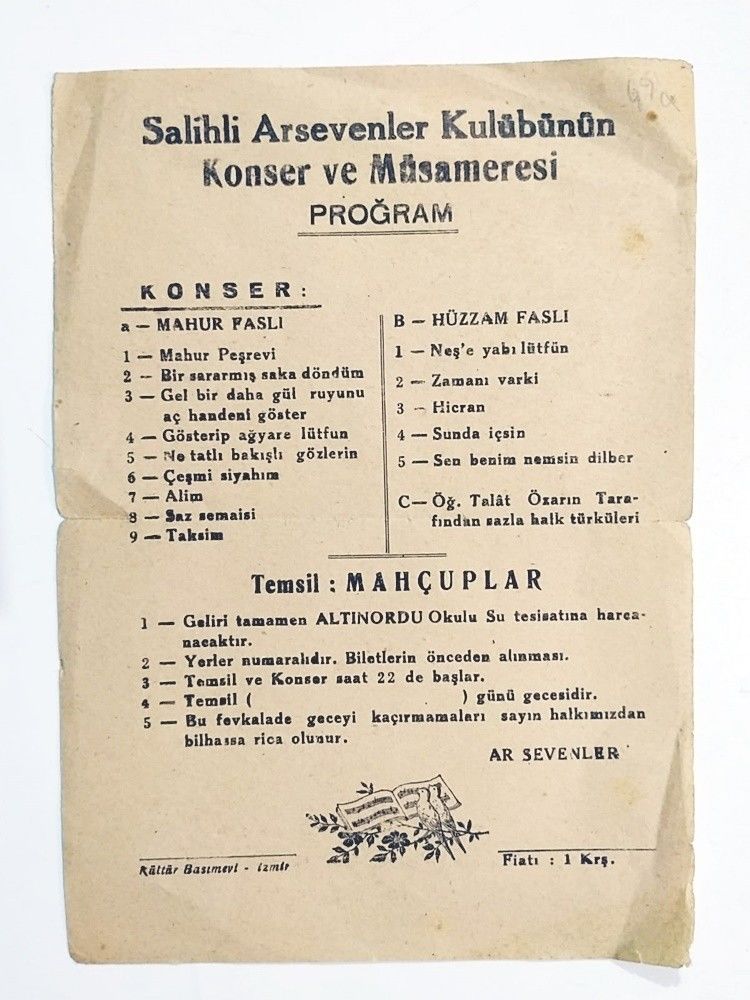 Salihli Arsevenler Kulübünün
Konser ve Müsameresi
PROĞRAM
KONSER:
a — MAHUR FASLI
1 — Mahur Peşrevi
2 — Bir sararmış saka döndüm
3 — Gel bir daha gül ruyunu
aç handeni göster
4 — Gösterip ağyare lütfun
5 — Ne tatlı bakışlı gözlerin
6 — Çeşmi siyahım
7 — Alim
8 — Saz semaisi
9 — Taksim
B — HÜZZAM FASLI
1 — Neş'e yabı lütfün
2 — Zamanı varki
3 — Hicran
4 — Sunda içsin
5 — Sen benim nemsin dilber
C — Öğ. Talât Özarın Tara-
fından sazla halk türküleri
Temsil : MAHÇUPLAR
1 — Geliri tamamen ALTINORDU Okulu Su tesisatına harca-
nacaktır.
2 — Yerler numaralıdır. Biletlerin önceden alınması.
3 — Temsil ve Konser saat 22 de başlar.
4 — Temsil ( ) günü gecesidir.
5 — Bu fevkalade geceyi kaçırmamaları sayın halkımızdan
bilhassa rica olunur.
AR SEVENLER
Kültür Basımevi - İzmir
Fiatı : 1 Krş.